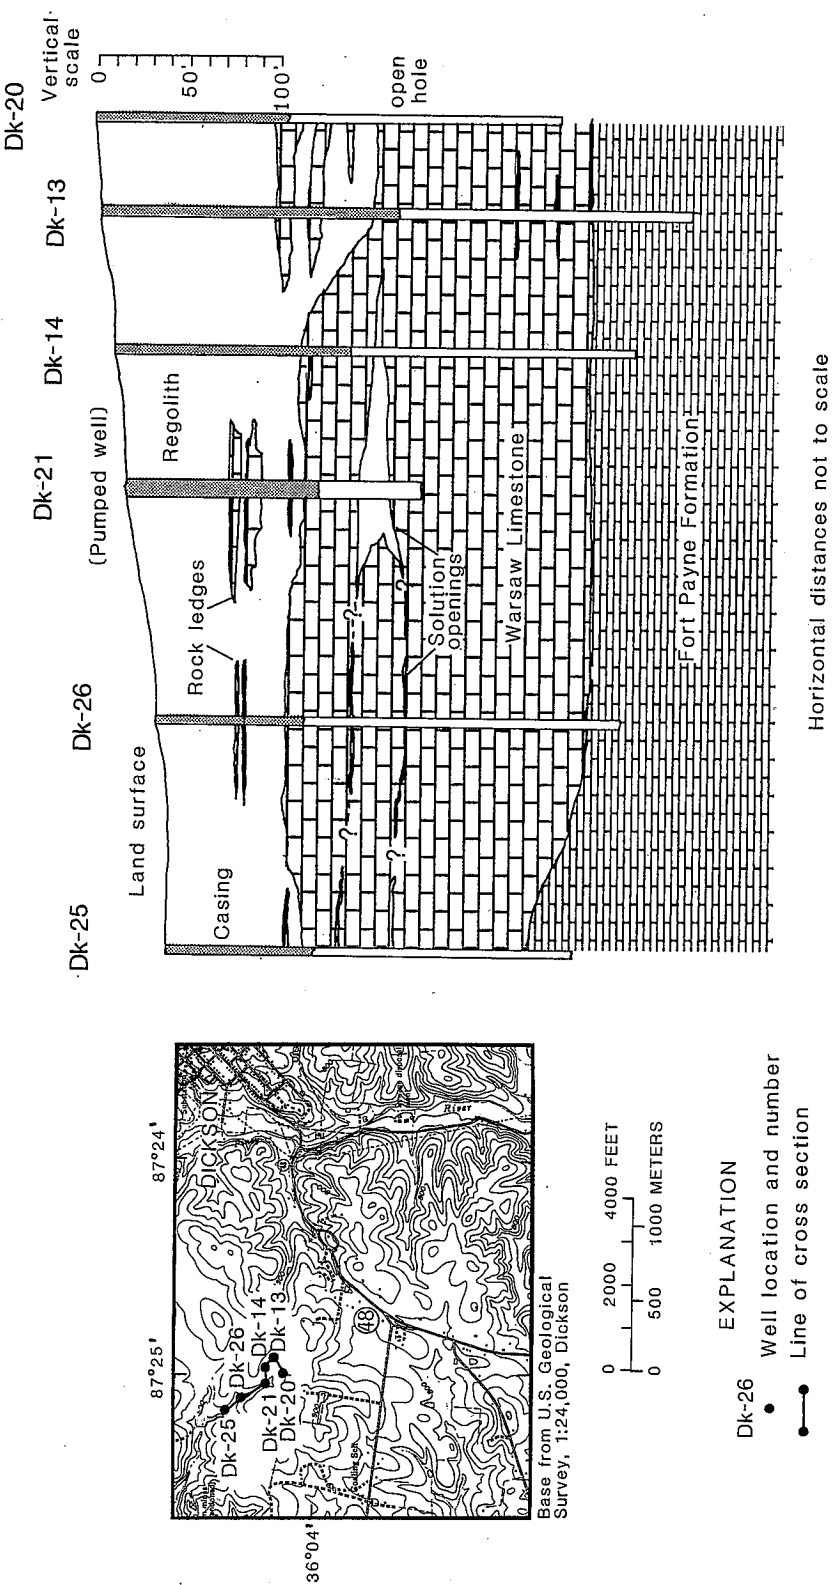 Dk-25
Dk-26
Dk-21
(Pumped well)
Dk-14
Dk-13
Dk-20
Vertical
scale
0
50'
100'
Land surface
Casing
Rock ledges
Regolith
open
hole
?
?
?
?
Solution
openings
Warsaw Limestone
Fort Payne Formation
Horizontal distances not to scale
87°25'
87°24'
36°04'
DICKSON
Dk-25
Dk-26
Dk-14
Dk-13
Dk-21
Dk-20
48
River
Base from U.S. Geological
Survey, 1:24,000, Dickson
0 2000 4000 FEET
0 500 1000 METERS
EXPLANATION
Dk-26
Well location and number
Line of cross section